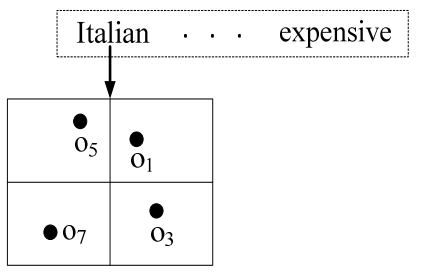 Italian . . . expensive
o5
o1
o7
o3